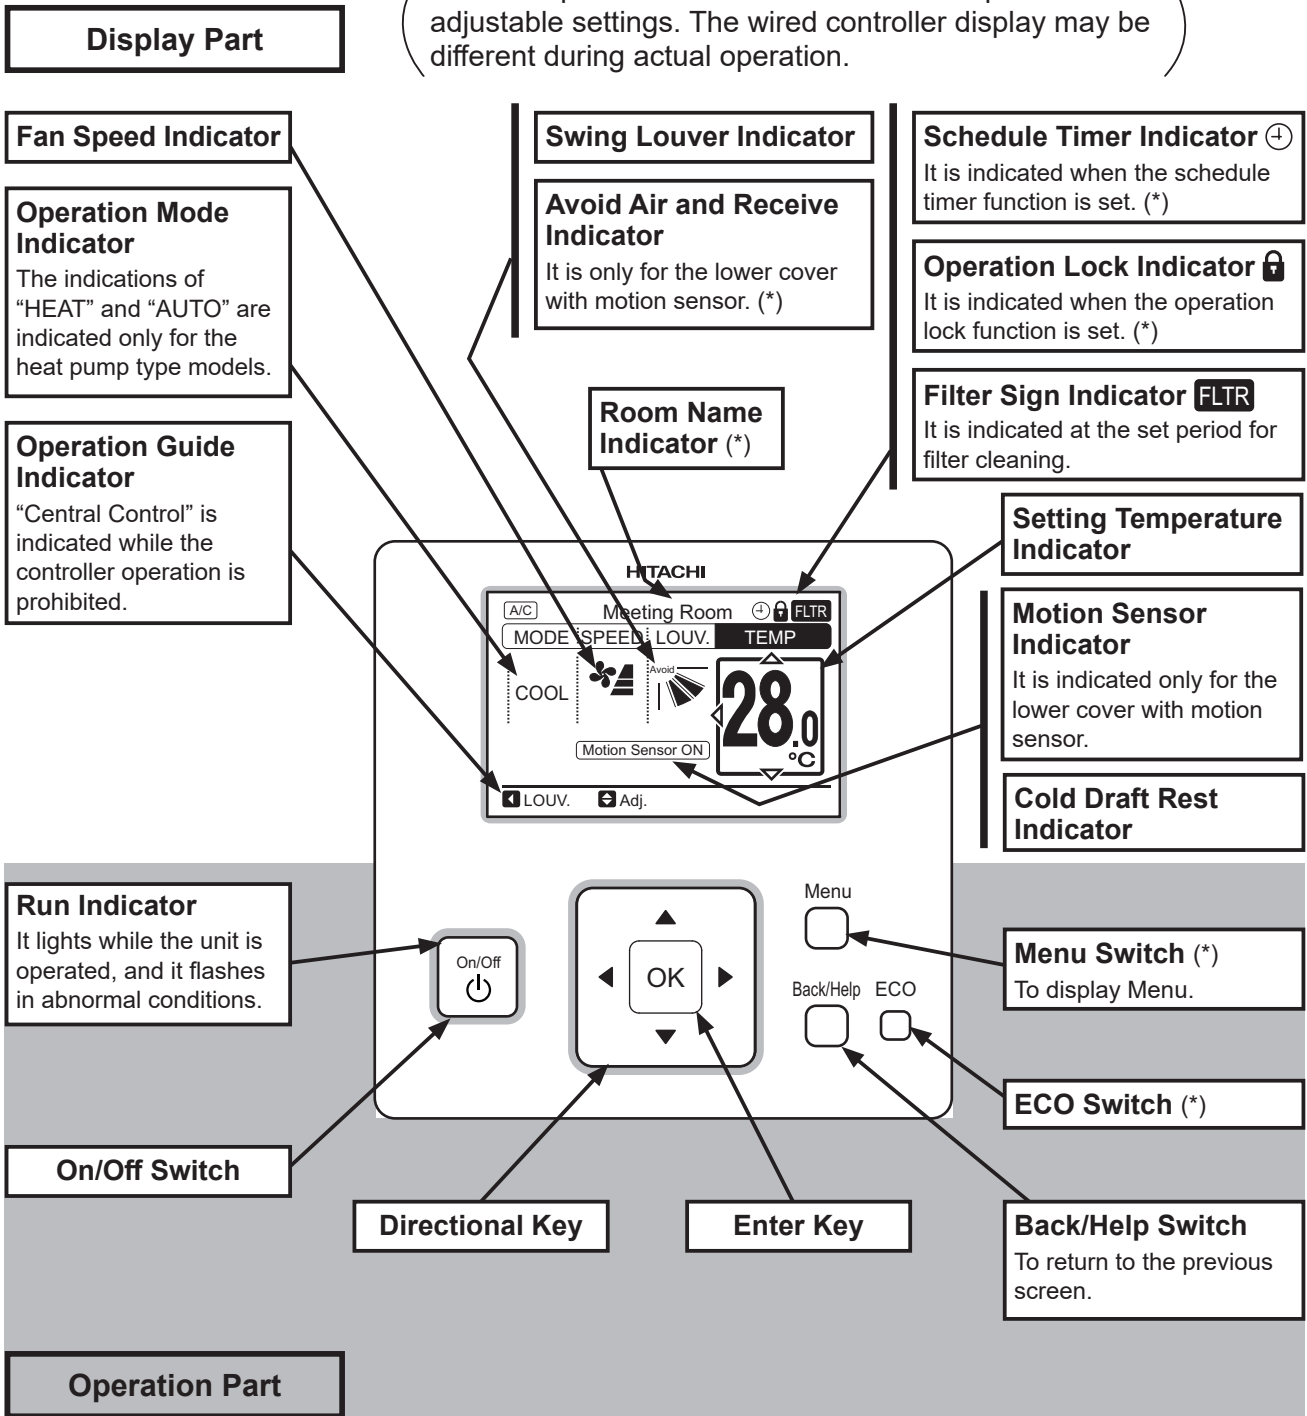 Display Part
adjustable settings. The wired controller display may be
different during actual operation.
Fan Speed Indicator
Operation Mode
Indicator
The indications of
“HEAT” and “AUTO” are
indicated only for the
heat pump type models.
Operation Guide
Indicator
“Central Control” is
indicated while the
controller operation is
prohibited.
Swing Louver Indicator
Avoid Air and Receive
Indicator
It is only for the lower cover
with motion sensor. (*)
Room Name
Indicator (*)
Schedule Timer Indicator
It is indicated when the schedule
timer function is set. (*)
Operation Lock Indicator
It is indicated when the operation
lock function is set. (*)
Filter Sign Indicator FLTR
It is indicated at the set period for
filter cleaning.
Setting Temperature
Indicator
Motion Sensor
Indicator
It is indicated only for the
lower cover with motion
sensor.
Cold Draft Rest
Indicator
HITACHI
A/C Meeting Room FLTR
MODE SPEED LOUV. TEMP
Avoid
COOL
28.0
°C
Motion Sensor ON
LOUV. Adj.
Run Indicator
It lights while the unit is
operated, and it flashes
in abnormal conditions.
On/Off
OK
Menu
Back/Help ECO
Menu Switch (*)
To display Menu.
ECO Switch (*)
On/Off Switch
Directional Key
Enter Key
Back/Help Switch
To return to the previous
screen.
Operation Part